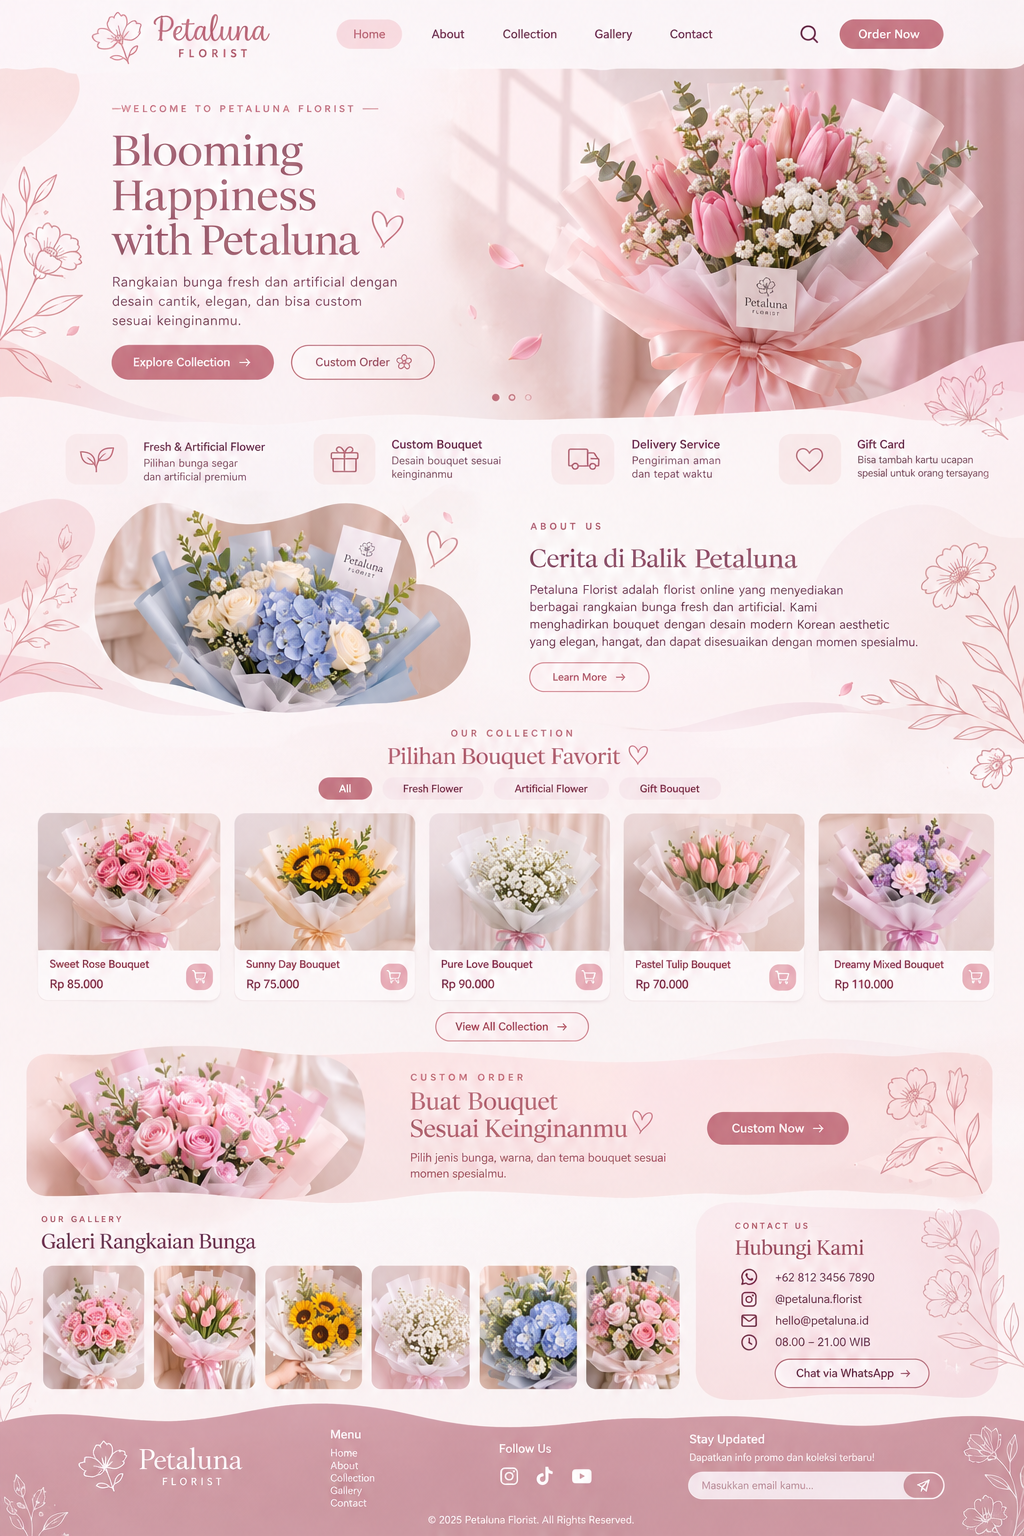 Petaluna
FLORIST
Home
About
Collection
Gallery
Contact
Order Now
WELCOME TO PETALUNA FLORIST
Blooming
Happiness
with Petaluna
Rangkaian bunga fresh dan artificial dengan
desain cantik, elegan, dan bisa custom
sesuai keinginanmu.
Explore Collection
Custom Order
Petaluna
FLORIST
Fresh & Artificial Flower
Pilihan bunga segar
dan artificial premium
Custom Bouquet
Desain bouquet sesuai
keinginanmu
Delivery Service
Pengiriman aman
dan tepat waktu
Gift Card
Bisa tambah kartu ucapan
spesial untuk orang tersayang
Petaluna
FLORIST
ABOUT US
Cerita di Balik Petaluna
Petaluna Florist adalah florist online yang menyediakan
berbagai rangkaian bunga fresh dan artificial. Kami
menghadirkan bouquet dengan desain modern Korean aesthetic
yang elegan, hangat, dan dapat disesuaikan dengan momen spesialmu.
Learn More
OUR COLLECTION
Pilihan Bouquet Favorit
All
Fresh Flower
Artificial Flower
Gift Bouquet
Sweet Rose Bouquet
Rp 85.000
Sunny Day Bouquet
Rp 75.000
Pure Love Bouquet
Rp 90.000
Pastel Tulip Bouquet
Rp 70.000
Dreamy Mixed Bouquet
Rp 110.000
View All Collection
CUSTOM ORDER
Buat Bouquet
Sesuai Keinginanmu
Pilih jenis bunga, warna, dan tema bouquet sesuai
momen spesialmu.
Custom Now
OUR GALLERY
Galeri Rangkaian Bunga
CONTACT US
Hubungi Kami
+62 812 3456 7890
@petaluna.florist
hello@petaluna.id
08.00 – 21.00 WIB
Chat via WhatsApp
Petaluna
FLORIST
Menu
Home
About
Collection
Gallery
Contact
Follow Us
Stay Updated
Dapatkan info promo dan koleksi terbaru!
Masukkan email kamu...
© 2025 Petaluna Florist. All Rights Reserved.